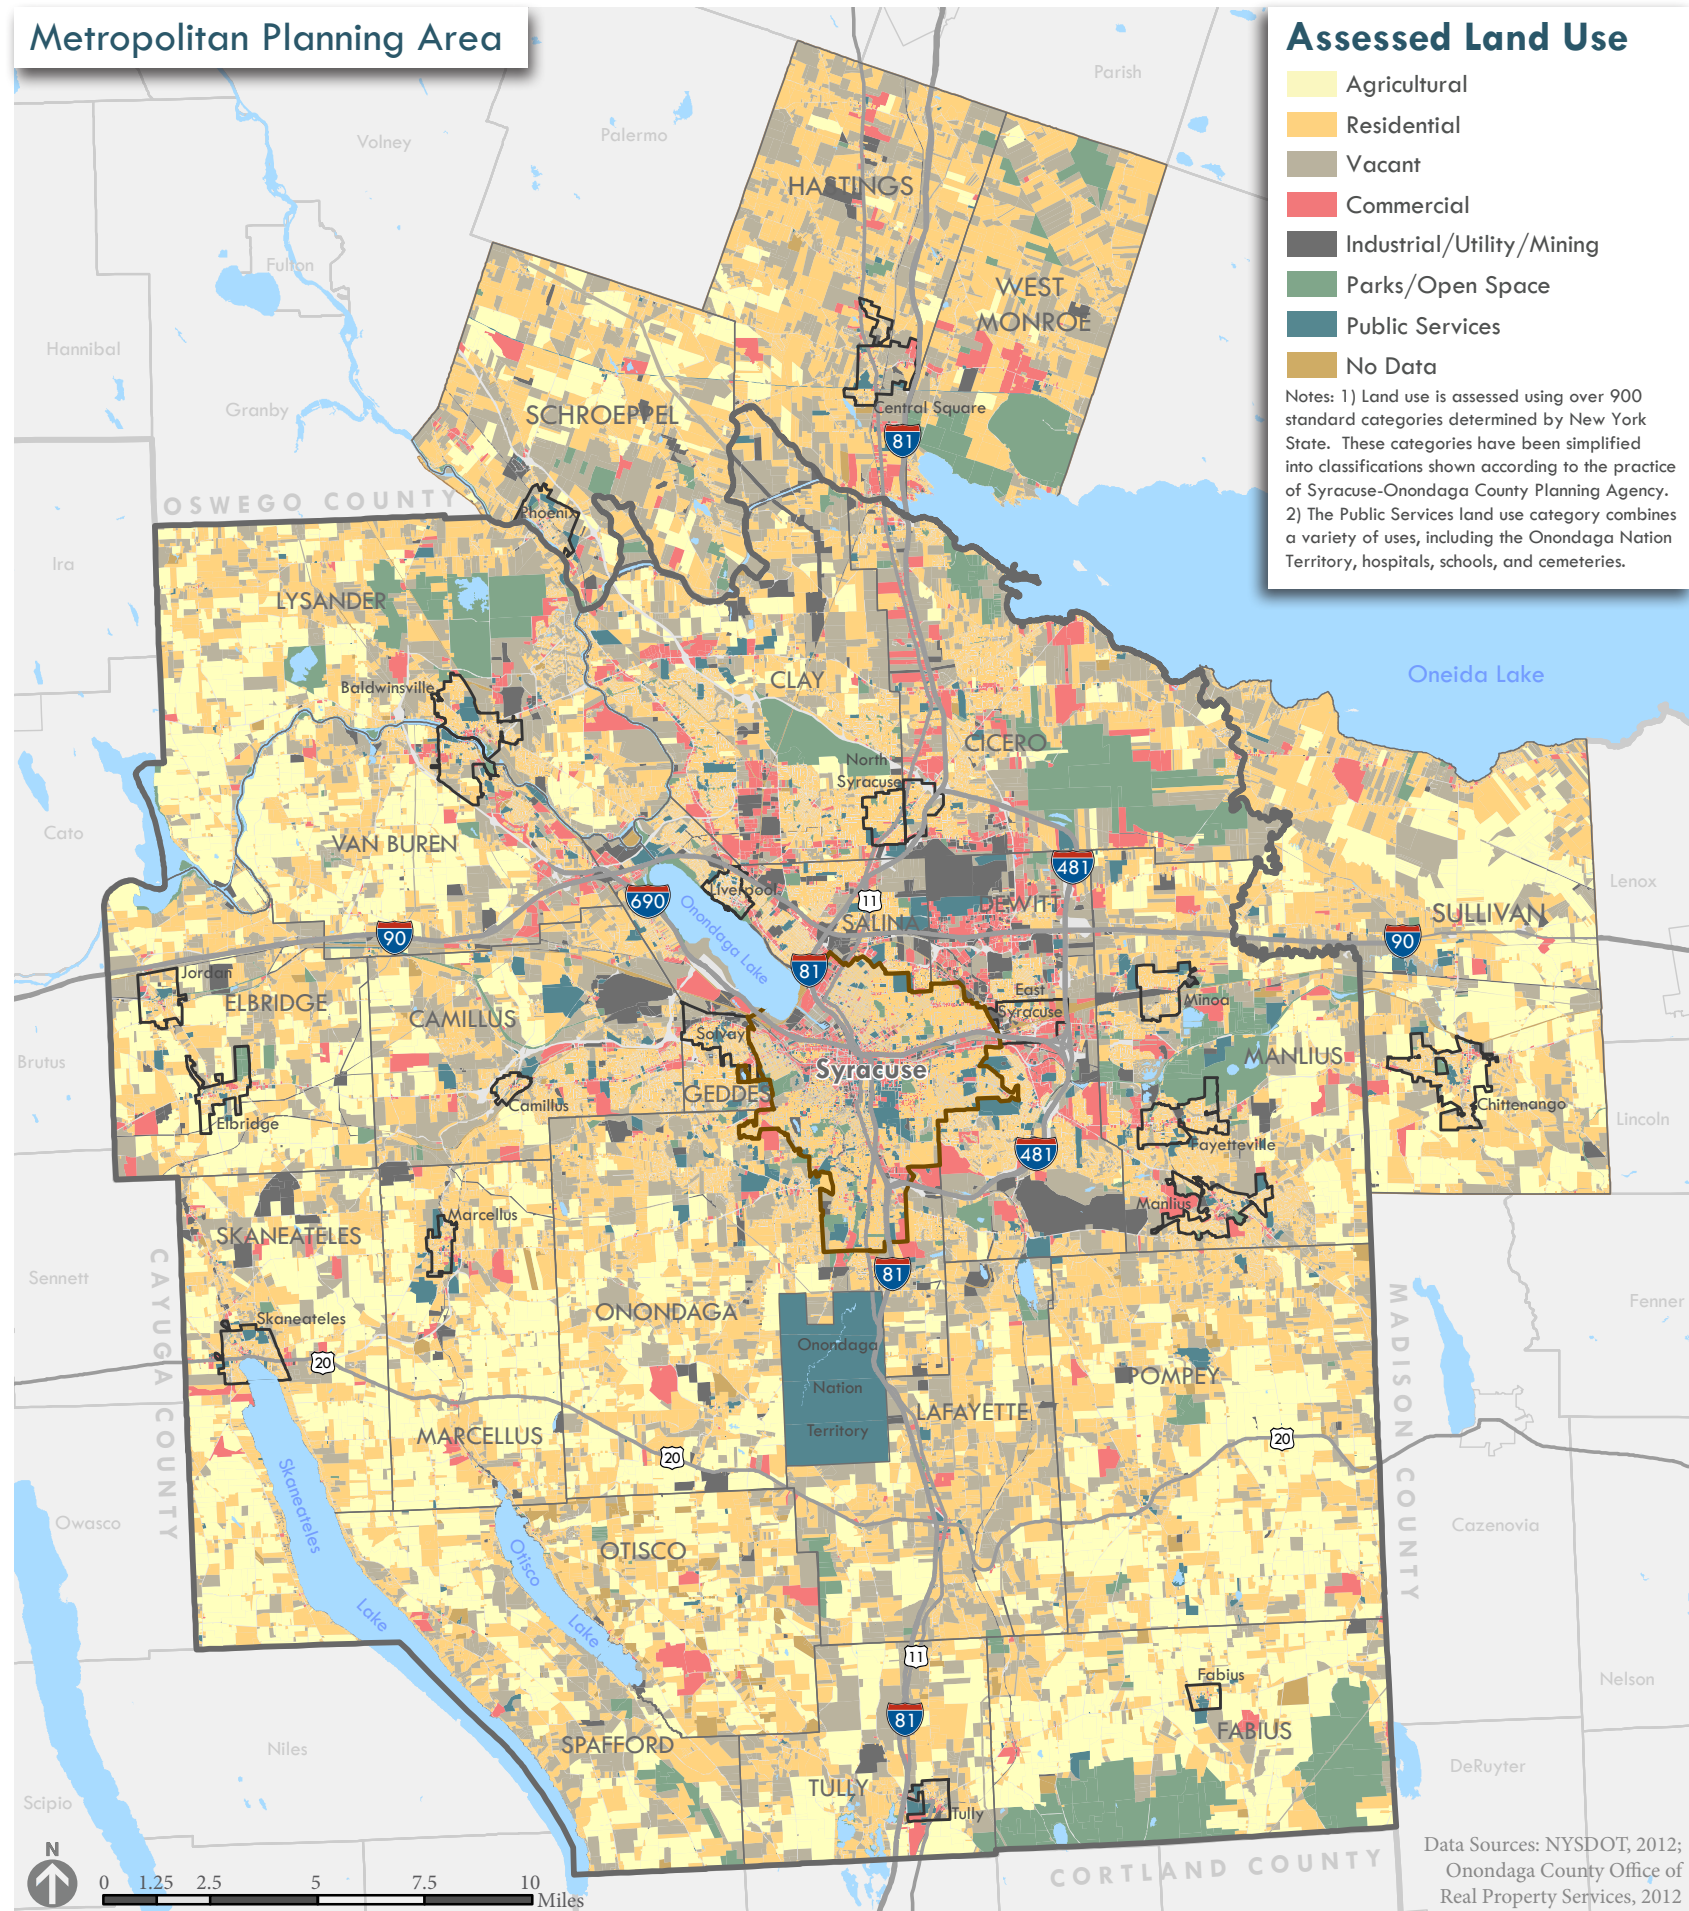 Metropolitan Planning Area
Assessed Land Use
Agricultural
Residential
Vacant
Commercial
Industrial/Utility/Mining
Parks/Open Space
Public Services
No Data
Notes: 1) Land use is assessed using over 900
standard categories determined by New York
State. These categories have been simplified
into classifications shown according to the practice
of Syracuse-Onondaga County Planning Agency.
2) The Public Services land use category combines
a variety of uses, including the Onondaga Nation
Territory, hospitals, schools, and cemeteries.
Parish
Volney
Palermo
HASTINGS
Fulton
WEST
MONROE
Hannibal
Granby
SCHROEPPEL
Central Square
81
OSWEGO COUNTY
Phoenix
Ira
LYSANDER
Oneida Lake
CLAY
Baldwinsville
CICERO
North
Syracuse
Cato
VAN BUREN
481
Liverpool
Lenox
690
11
Onondaga Lake
DEWITT
SULLIVAN
SALINA
90
90
81
Jordan
ELBRIDGE
East
Syracuse
Minoa
CAMILLUS
Solvay
Brutus
MANLIUS
Syracuse
GEDDES
Camillus
Chittenango
Elbridge
Lincoln
Fayetteville
481
Manlius
Marcellus
SKANEATELES
Sennett
81
CAYUGA COUNTY
MADISON COUNTY
Fenner
ONONDAGA
Skaneateles
Onondaga
Nation
Territory
20
POMPEY
LAFAYETTE
MARCELLUS
20
20
Skaneateles
Lake
Owasco
Cazenovia
OTISCO
Otisco
Lake
11
Fabius
Nelson
81
FABIUS
SPAFFORD
Niles
DeRuyter
TULLY
Tully
Scipio
CORTLAND COUNTY
N
0 1.25 2.5 5 7.5 10
Miles
Data Sources: NYSDOT, 2012;
Onondaga County Office of
Real Property Services, 2012